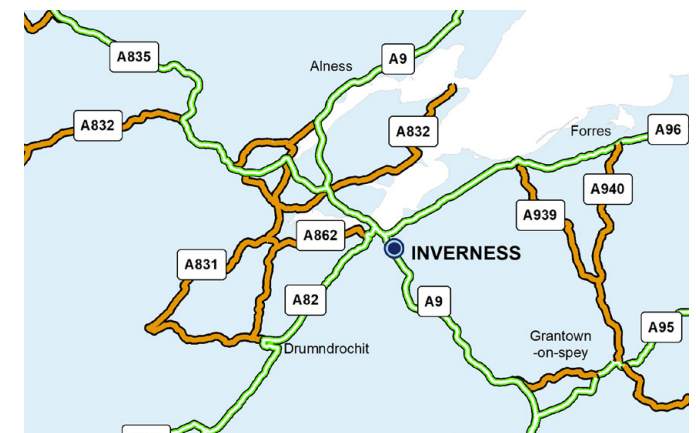 A835
Alness
A9
A832
A832
Forres
A96
A940
A939
A862
INVERNESS
A831
A82
A9
A95
Grantown
-on-spey
Drumndrochit